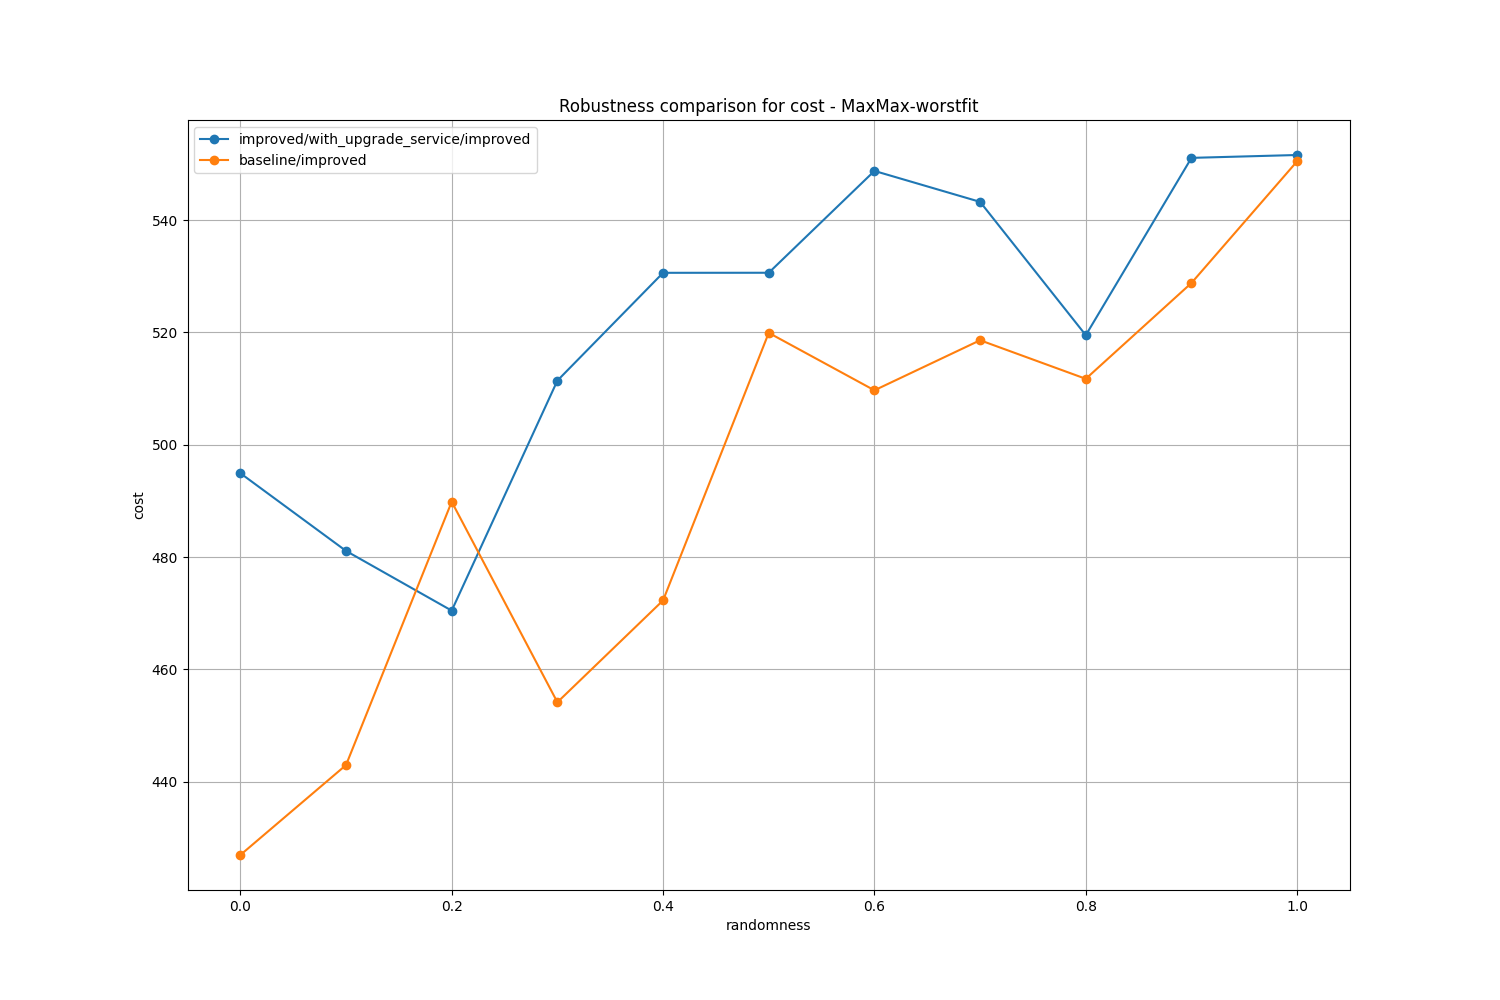 Robustness comparison for cost - MaxMax-worstfit
improved/with_upgrade_service/improved
baseline/improved
540
520
500
480
460
440
cost
0.0 0.2 0.4 0.6 0.8 1.0
randomness